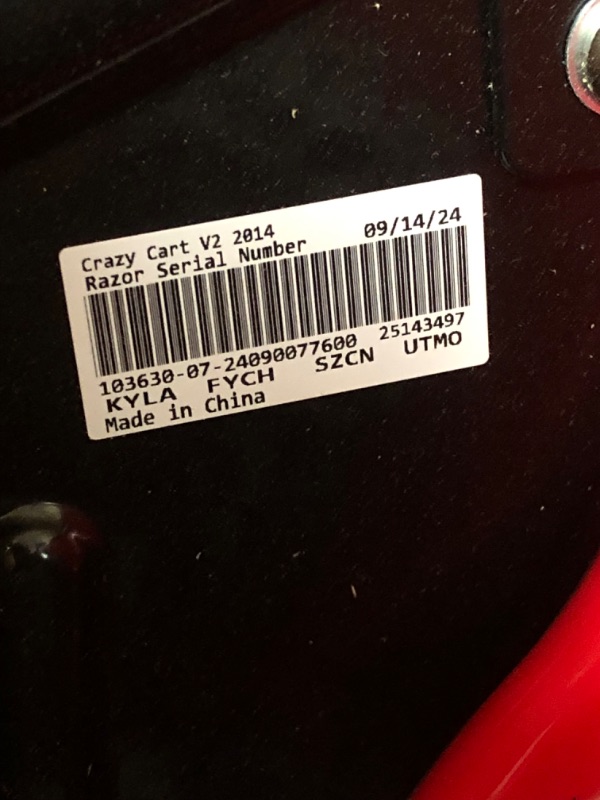 Crazy Cart V2 2014 09/14/24
Razor Serial Number
103630-07-24090077600 25143497
KYLA FYCH SZCN UTMO
Made in China